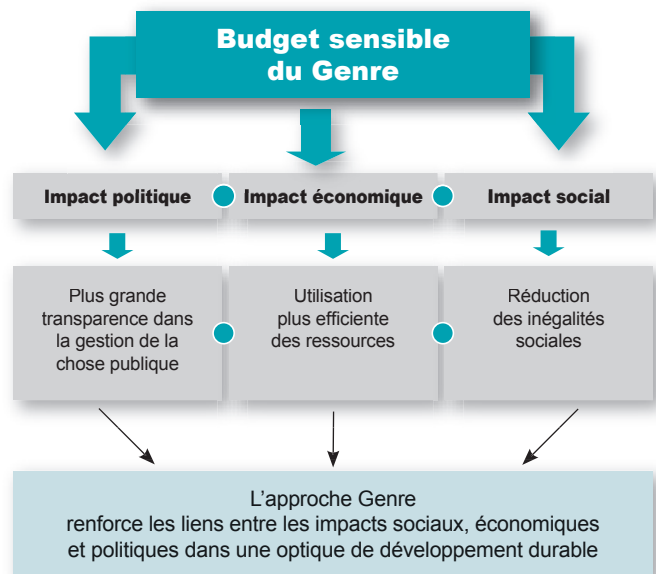 Budget sensible
du Genre
Impact politique
Impact économique
Impact social
Plus grande
transparence dans
la gestion de la
chose publique
Utilisation
plus efficiente
des ressources
Réduction
des inégalités
sociales
L’approche Genre
renforce les liens entre les impacts sociaux, économiques
et politiques dans une optique de développement durable